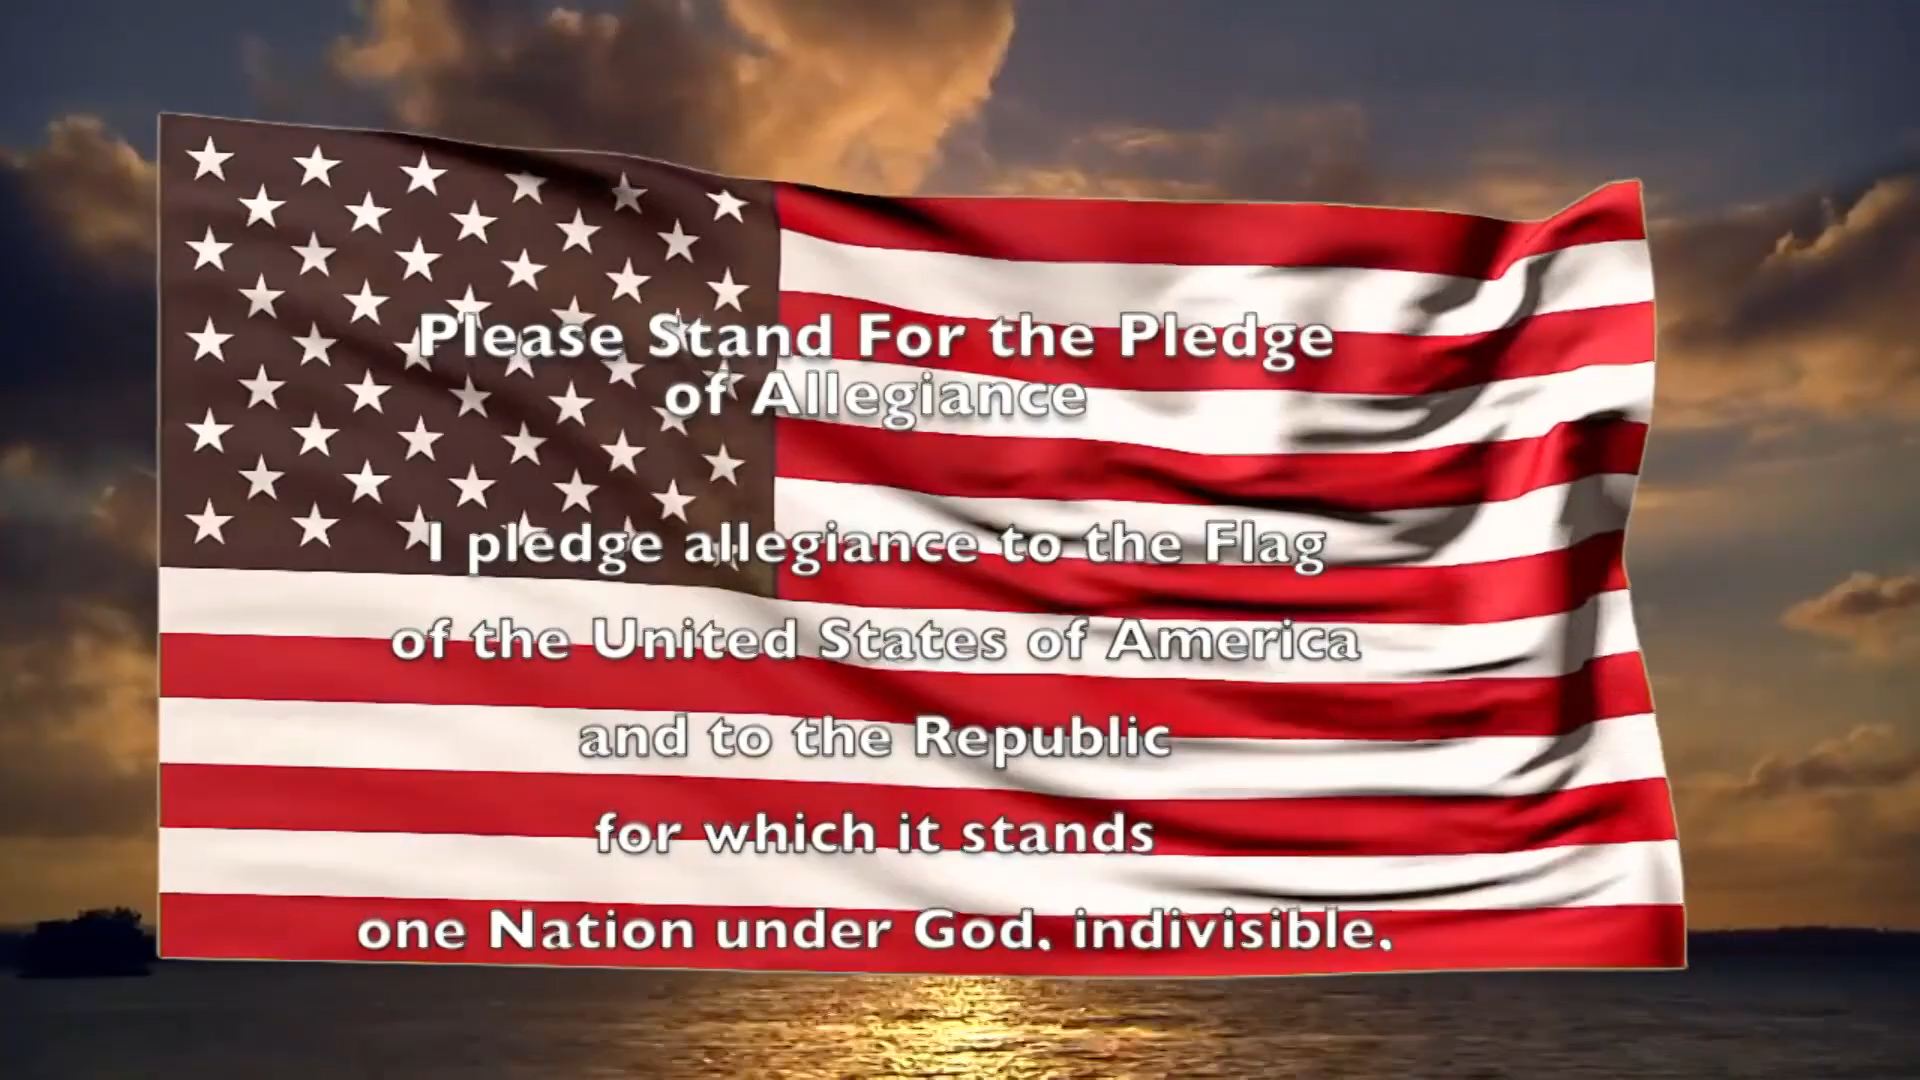 Please Stand For the Pledge
of Allegiance
I pledge allegiance to the Flag
of the United States of America
and to the Republic
for which it stands
one Nation under God, indivisible,